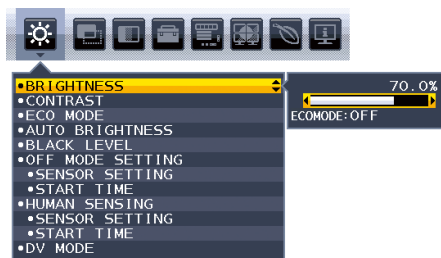 •BRIGHTNESS
•CONTRAST
•ECO MODE
•AUTO BRIGHTNESS
•BLACK LEVEL
•OFF MODE SETTING
•SENSOR SETTING
•START TIME
•HUMAN SENSING
•SENSOR SETTING
•START TIME
•DV MODE
70.0%
ECOMODE:OFF